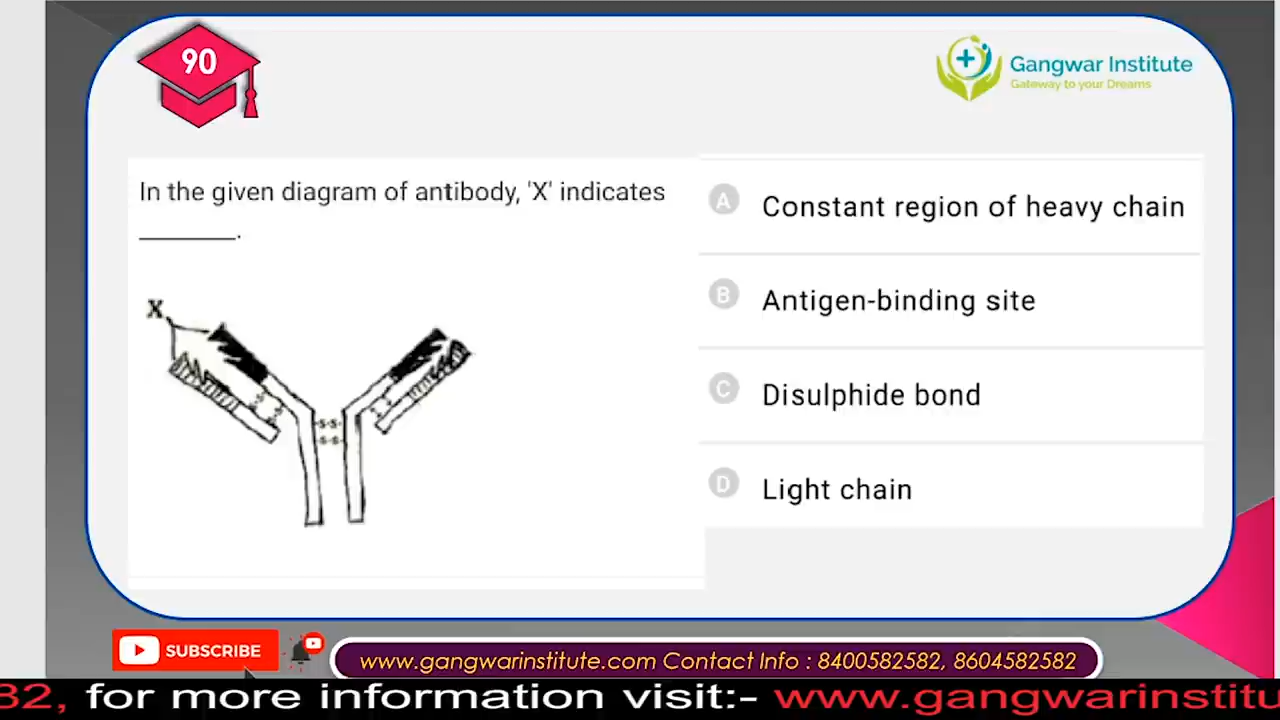 90
Gangwar Institute
Gateway to your Dreams
In the given diagram of antibody, 'X' indicates
________.
X
-s-s-
-s-s-
A Constant region of heavy chain
B Antigen-binding site
C Disulphide bond
D Light chain
SUBSCRIBE
www.gangwarinstitute.com Contact Info : 8400582582, 8604582582
82, for more information visit:- www.gangwarinstitu